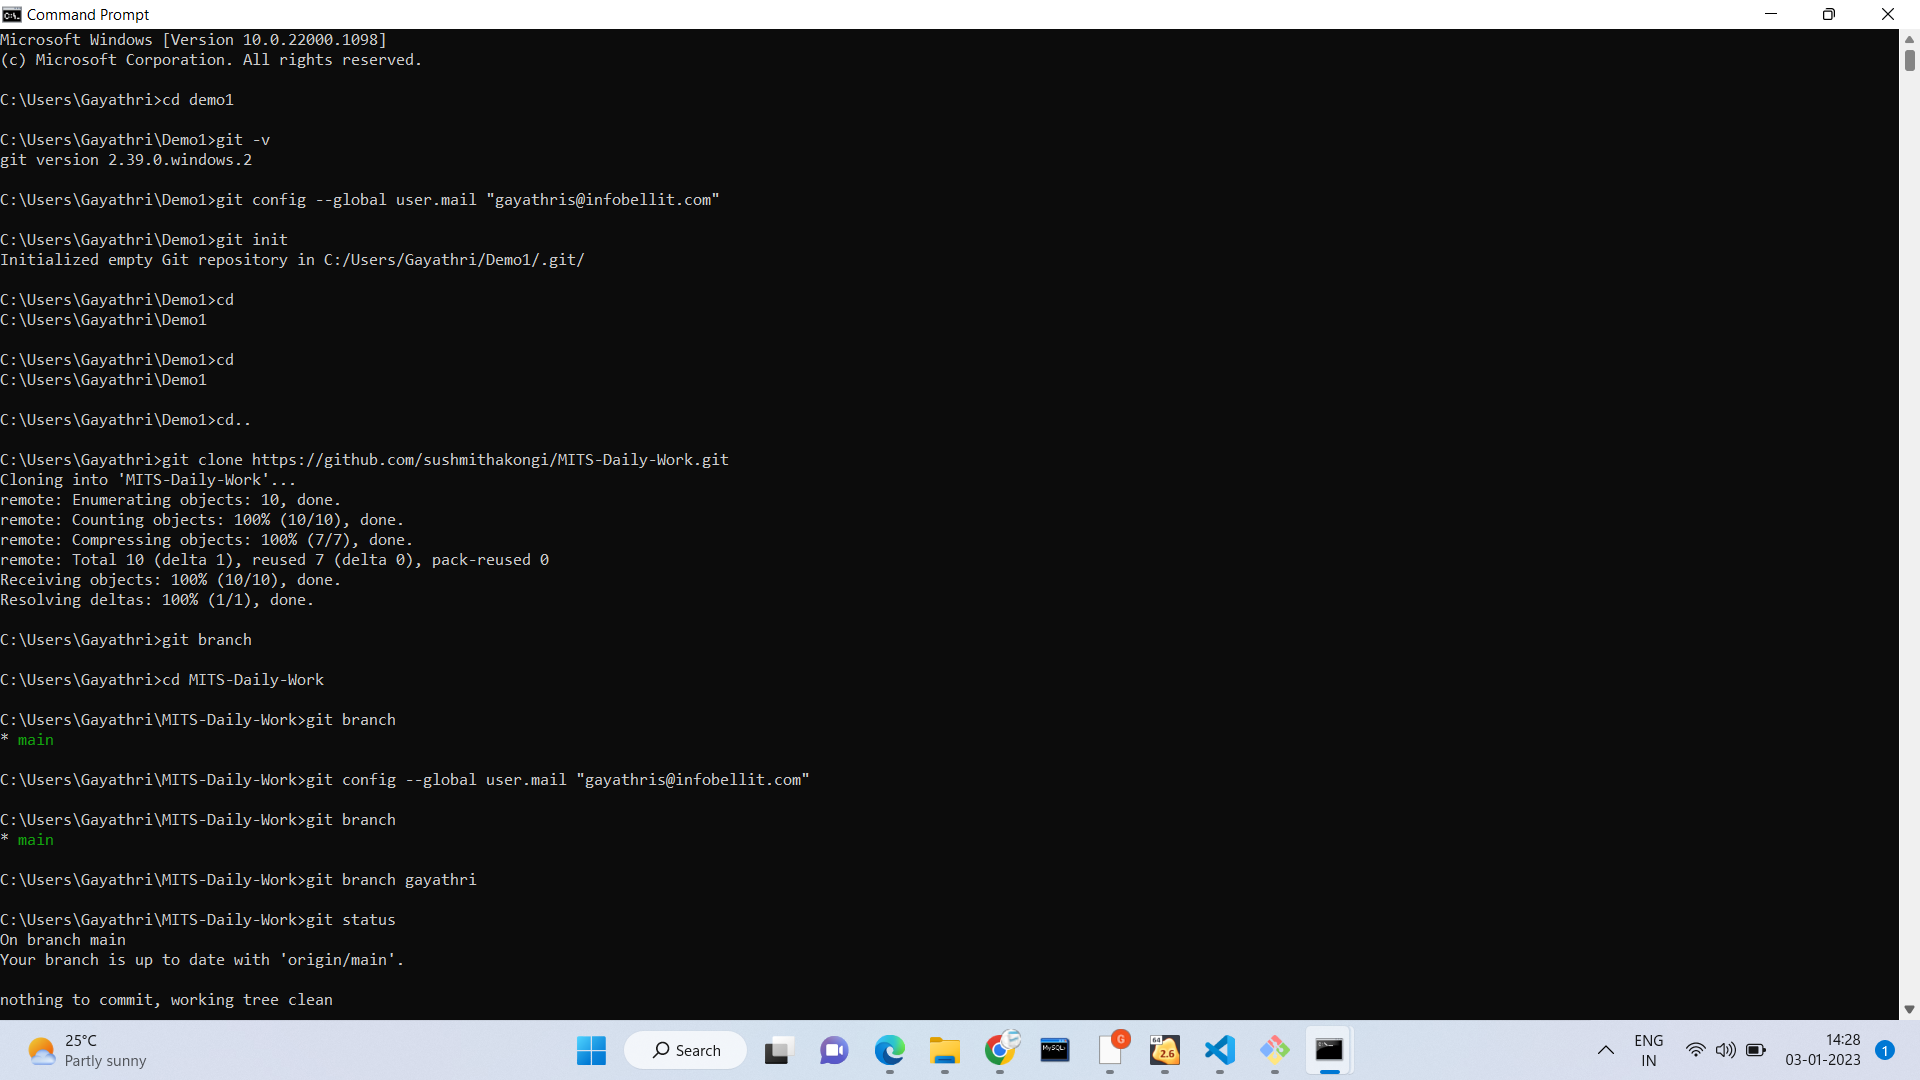 Command Prompt
Microsoft Windows [Version 10.0.22000.1098]
(c) Microsoft Corporation. All rights reserved.
C:\Users\Gayathri>cd demo1
C:\Users\Gayathri\Demo1>git -v
git version 2.39.0.windows.2
C:\Users\Gayathri\Demo1>git config --global user.mail "gayathris@infobellit.com"
C:\Users\Gayathri\Demo1>git init
Initialized empty Git repository in C:/Users/Gayathri/Demo1/.git/
C:\Users\Gayathri\Demo1>cd
C:\Users\Gayathri\Demo1
C:\Users\Gayathri\Demo1>cd
C:\Users\Gayathri\Demo1
C:\Users\Gayathri\Demo1>cd..
C:\Users\Gayathri>git clone https://github.com/sushmithakongi/MITS-Daily-Work.git
Cloning into 'MITS-Daily-Work'...
remote: Enumerating objects: 10, done.
remote: Counting objects: 100% (10/10), done.
remote: Compressing objects: 100% (7/7), done.
remote: Total 10 (delta 1), reused 7 (delta 0), pack-reused 0
Receiving objects: 100% (10/10), done.
Resolving deltas: 100% (1/1), done.
C:\Users\Gayathri>git branch
C:\Users\Gayathri>cd MITS-Daily-Work
C:\Users\Gayathri\MITS-Daily-Work>git branch
* main
C:\Users\Gayathri\MITS-Daily-Work>git config --global user.mail "gayathris@infobellit.com"
C:\Users\Gayathri\MITS-Daily-Work>git branch
* main
C:\Users\Gayathri\MITS-Daily-Work>git branch gayathri
C:\Users\Gayathri\MITS-Daily-Work>git status
On branch main
Your branch is up to date with 'origin/main'.
nothing to commit, working tree clean
25°C
Partly sunny
Search
MySQL
G
64
2.6
ENG
IN
14:28
03-01-2023
1